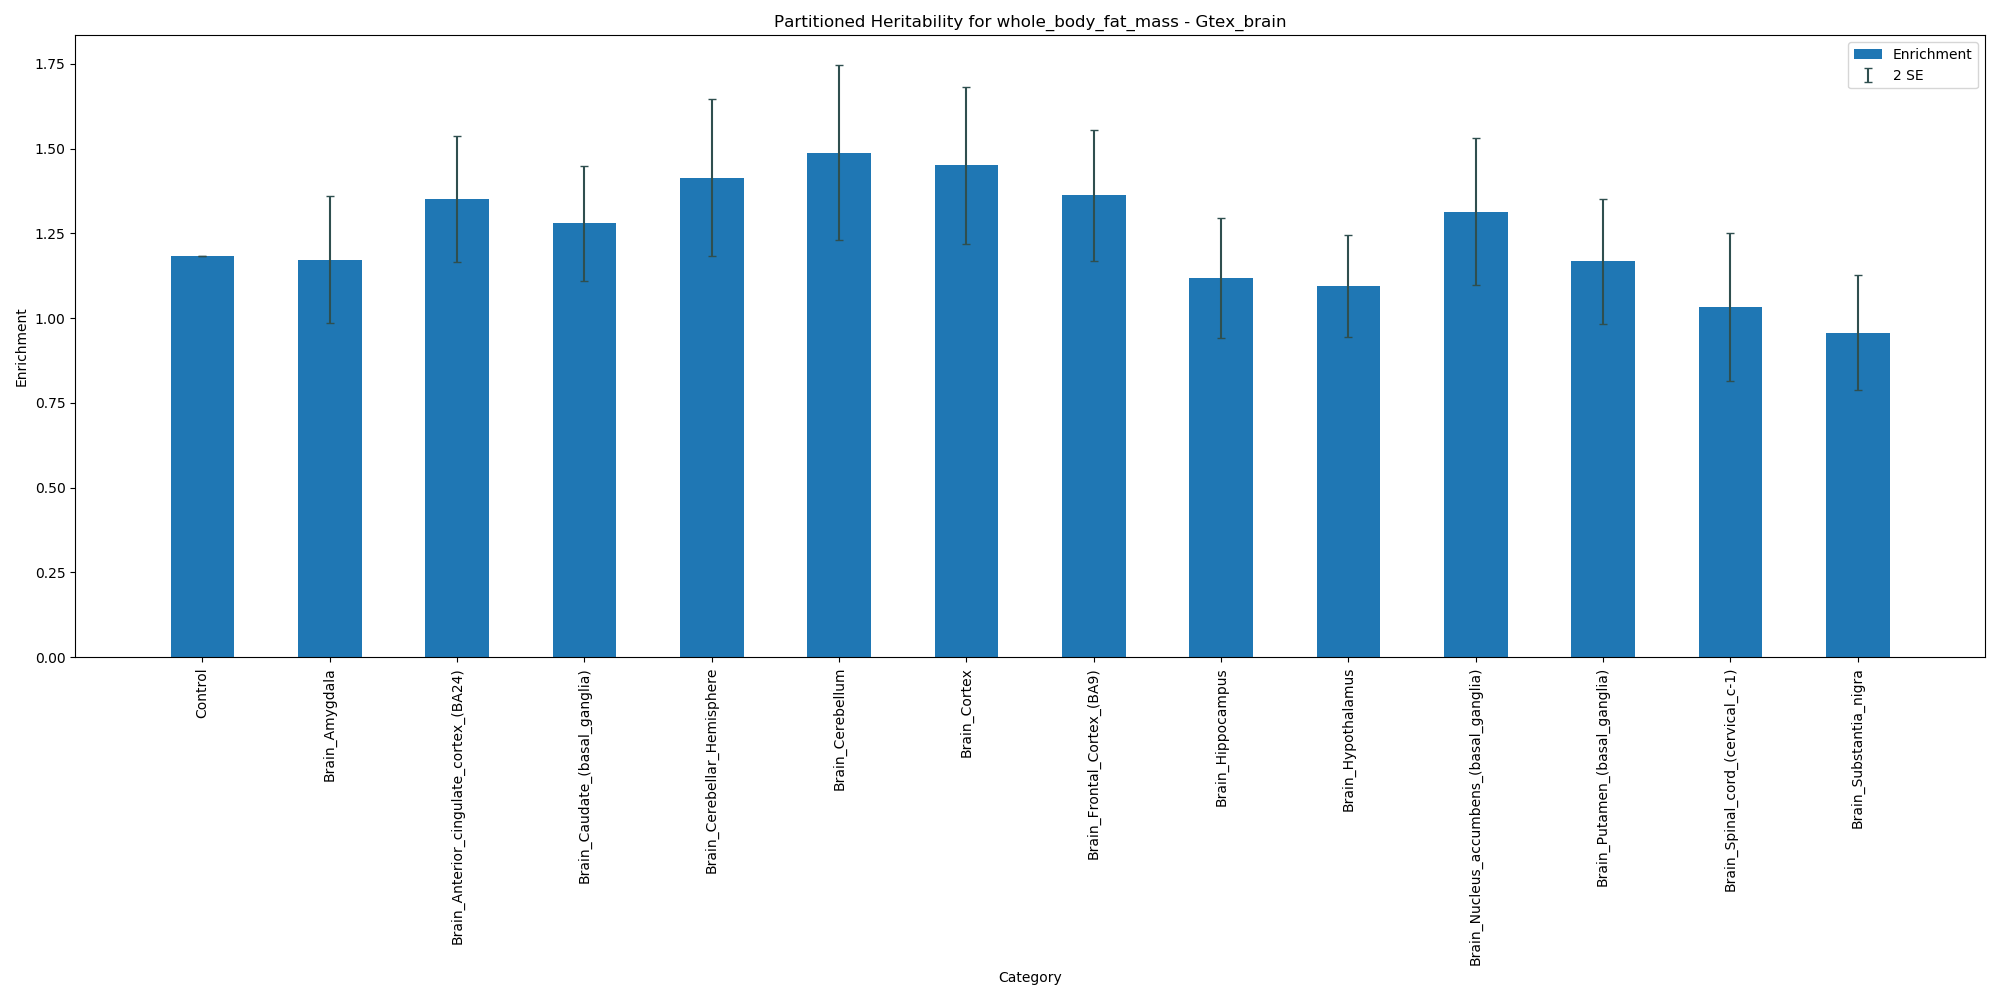 Partitioned Heritability for whole_body_fat_mass - Gtex_brain
Enrichment
2 SE
Enrichment
1.75
1.50
1.25
1.00
0.75
0.50
0.25
0.00
Control
Brain_Amygdala
Brain_Anterior_cingulate_cortex_(BA24)
Brain_Caudate_(basal_ganglia)
Brain_Cerebellar_Hemisphere
Brain_Cerebellum
Brain_Cortex
Brain_Frontal_Cortex_(BA9)
Brain_Hippocampus
Brain_Hypothalamus
Brain_Nucleus_accumbens_(basal_ganglia)
Brain_Putamen_(basal_ganglia)
Brain_Spinal_cord_(cervical_c-1)
Brain_Substantia_nigra
Category